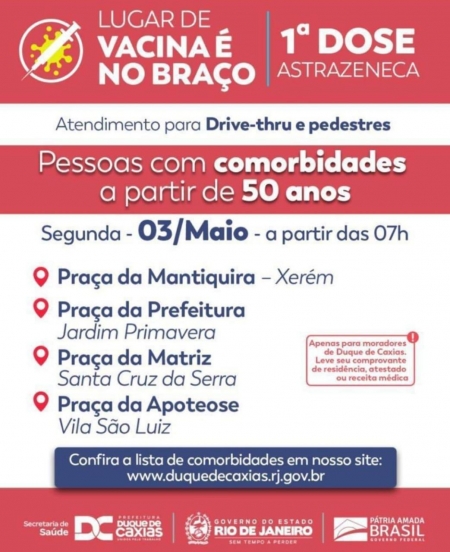 LUGAR DE
VACINA É
NO BRAÇO
1ª DOSE
ASTRAZENECA
Atendimento para Drive-thru e pedestres
Pessoas com comorbidades
a partir de 50 anos
Segunda - 03/Maio - a partir das 07h
Praça da Mantiquira – Xerém
Praça da Prefeitura
Jardim Primavera
Praça da Matriz
Santa Cruz da Serra
Praça da Apoteose
Vila São Luiz
!
Apenas para moradores
de Duque de Caxias.
Leve seu comprovante
de residência, atestado
ou receita médica
Confira a lista de comorbidades em nosso site:
www.duquedecaxias.rj.gov.br
Secretaria de
Saúde
DC
PREFEITURA
DUQUE DE
CAXIAS
GOVERNO DO ESTADO
RIO DE JANEIRO
SEM TEMPO A PERDER
PÁTRIA AMADA
BRASIL
GOVERNO FEDERAL